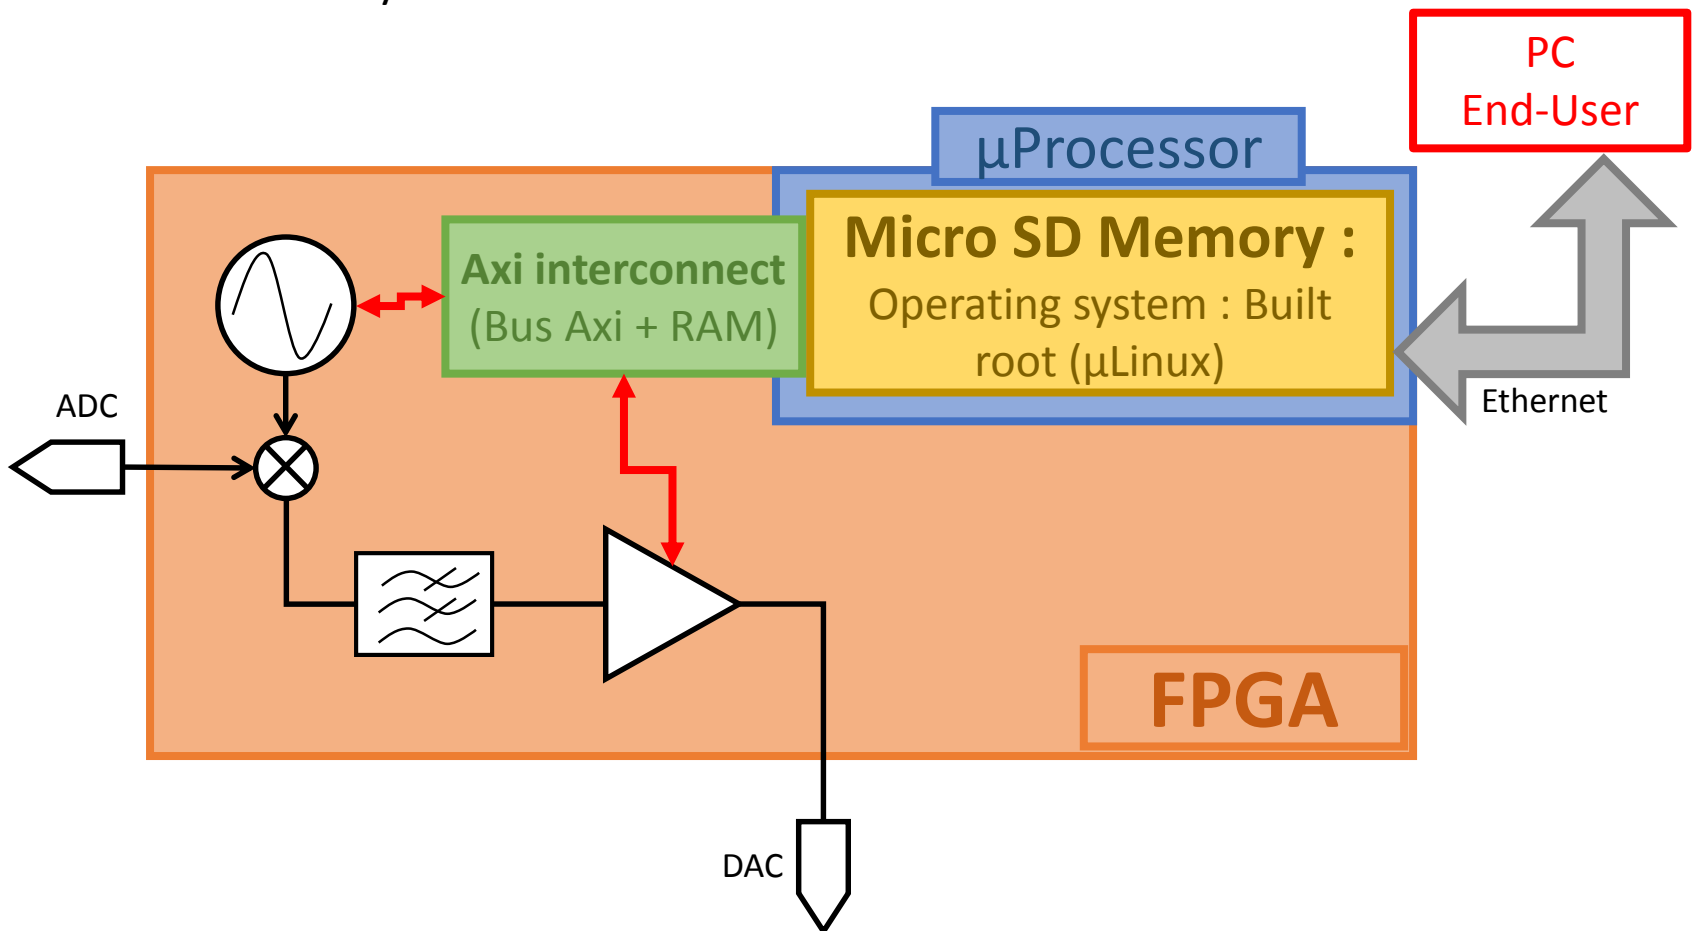 PC
End-User
µProcessor
Micro SD Memory :
Operating system : Built
root (µLinux)
Axi interconnect
(Bus Axi + RAM)
Ethernet
ADC
FPGA
DAC